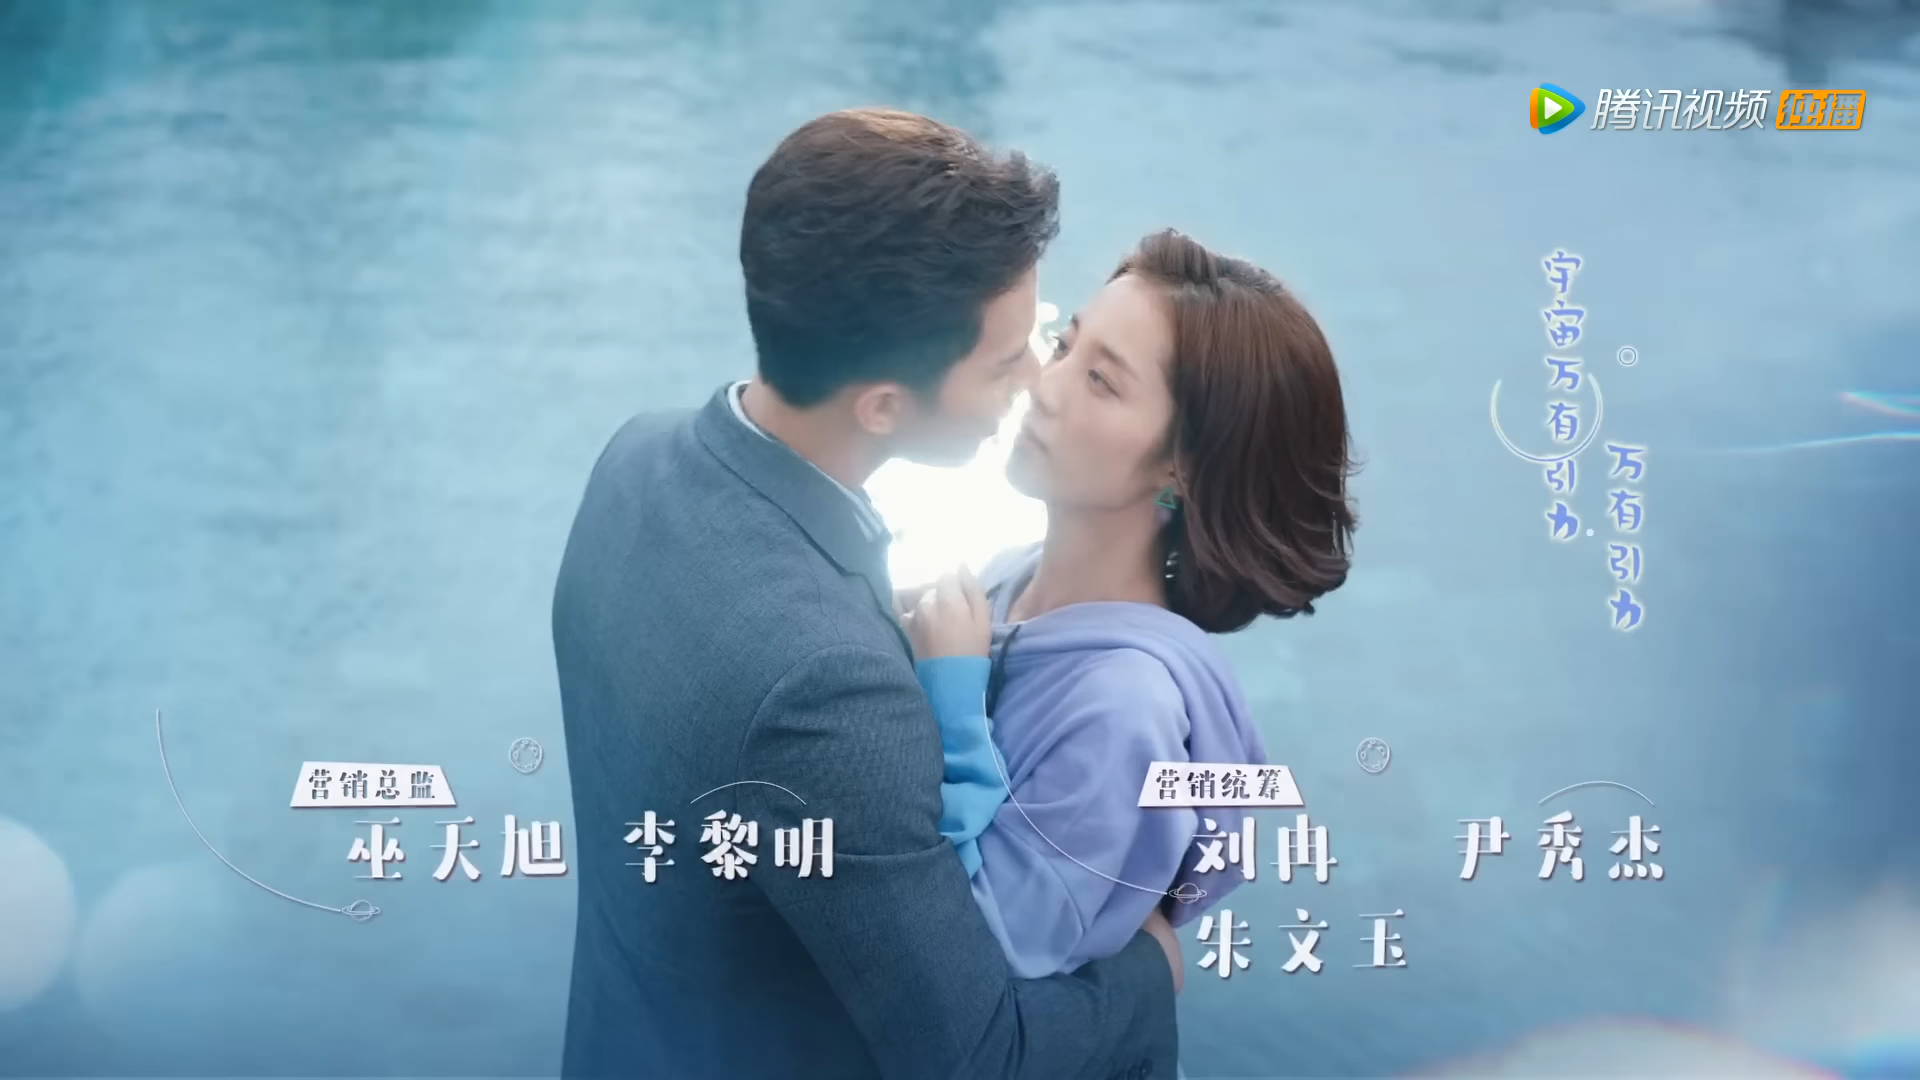 腾讯视频 独播
宇宙万有引力
万有引力
营销总监
巫天旭 李黎明
营销统筹
刘冉 尹秀杰
朱文玉